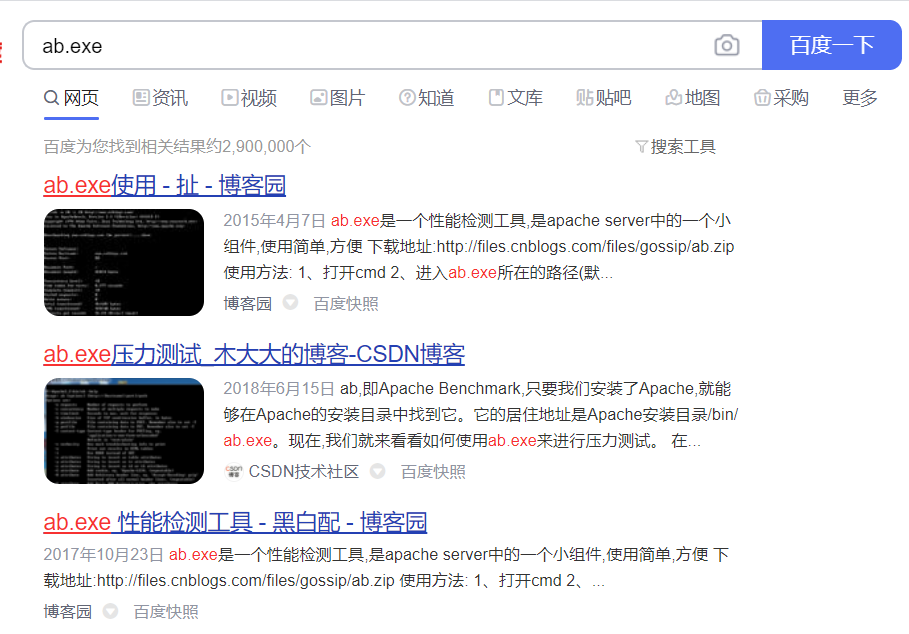 ab.exe
百度一下
网页 资讯 视频 图片 知道 文库 贴吧 地图 采购 更多
百度为您找到相关结果约2,900,000个 搜索工具
ab.exe使用 - 扯 - 博客园
2015年4月7日 ab.exe是一个性能检测工具,是apache server中的一个小
组件,使用简单,方便 下载地址:http://files.cnblogs.com/files/gossip/ab.zip
使用方法: 1、打开cmd 2、进入ab.exe所在的路径(默...
博客园 百度快照
ab.exe压力测试_木大大的博客-CSDN博客
2018年6月15日 ab,即Apache Benchmark,只要我们安装了Apache,就能
够在Apache的安装目录中找到它。它的居住地址是Apache安装目录/bin/
ab.exe。现在,我们就来看看如何使用ab.exe来进行压力测试。 在...
CSDN技术社区 百度快照
ab.exe 性能检测工具 - 黑白配 - 博客园
2017年10月23日 ab.exe是一个性能检测工具,是apache server中的一个小组件,使用简单,方便 下
载地址:http://files.cnblogs.com/files/gossip/ab.zip 使用方法: 1、打开cmd 2、...
博客园 百度快照